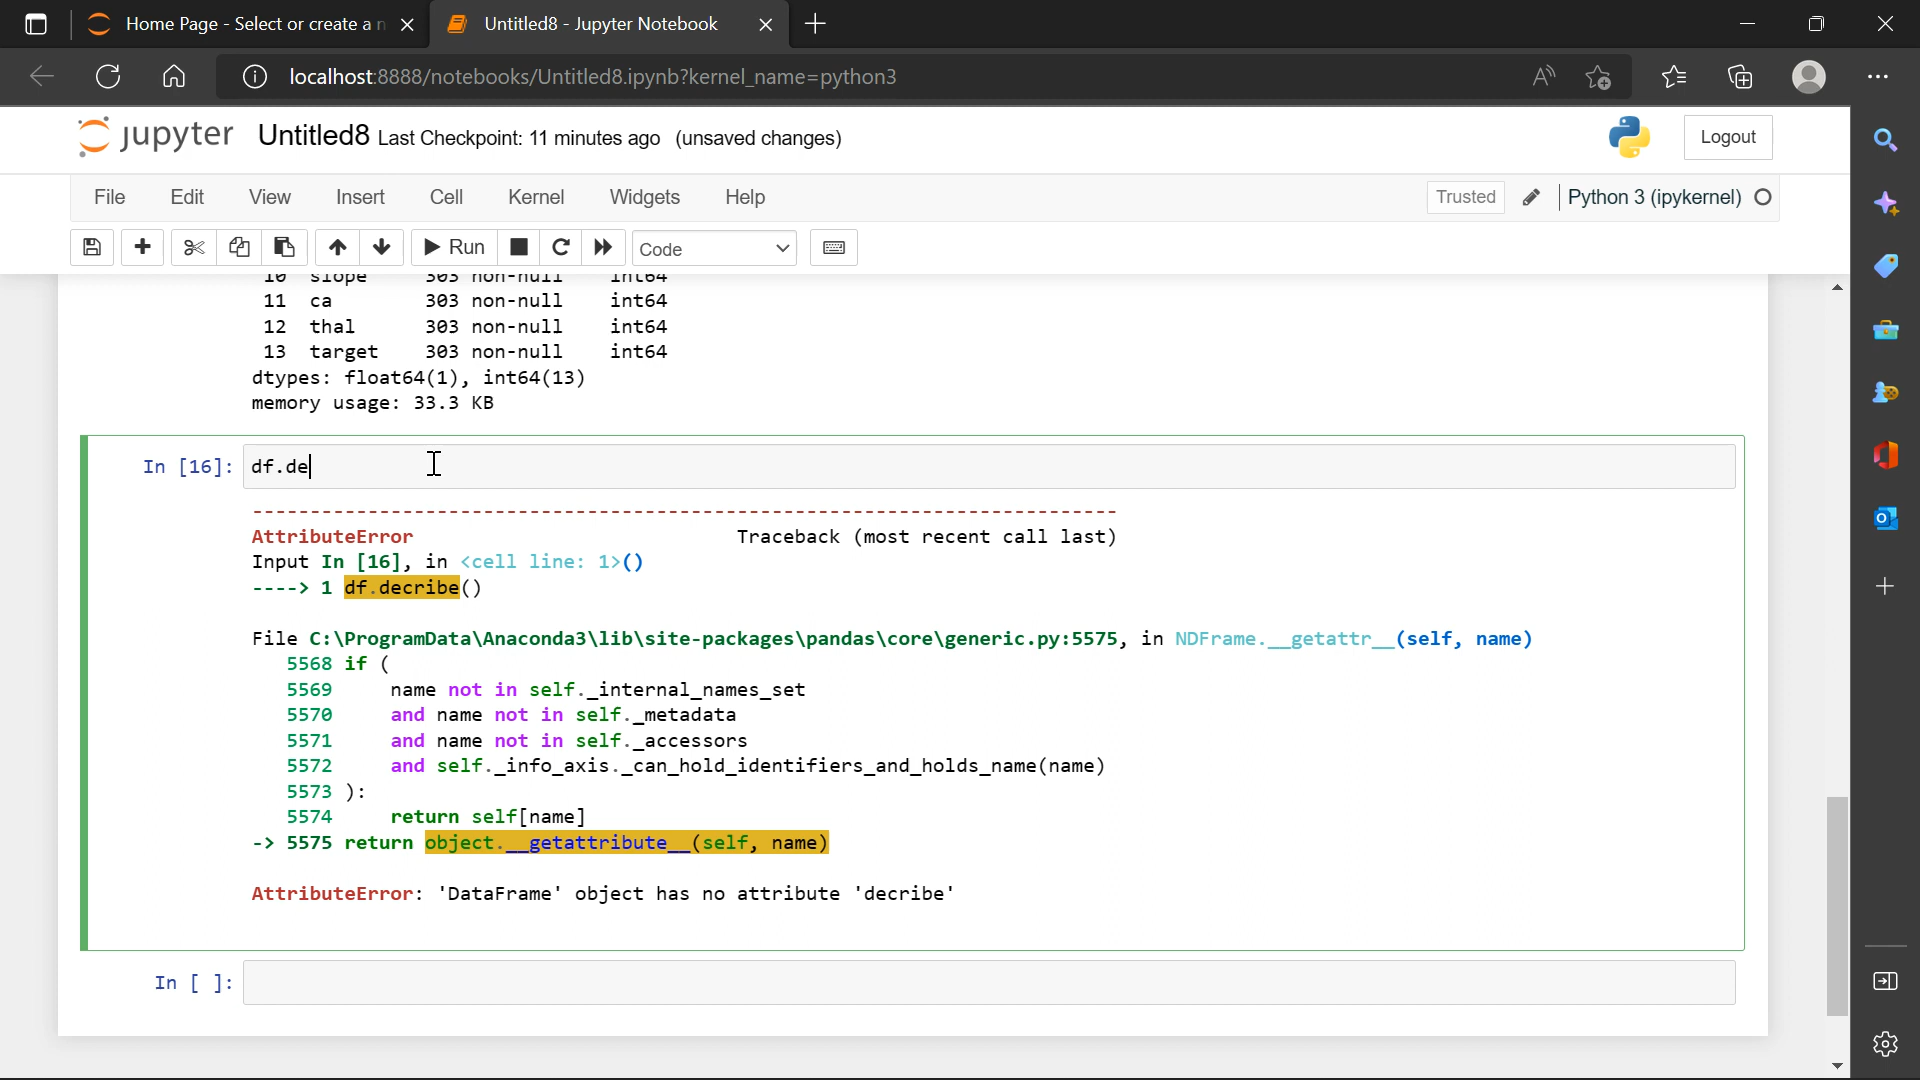 Home Page - Select or create a n
Untitled8 - Jupyter Notebook
localhost:8888/notebooks/Untitled8.ipynb?kernel_name=python3
jupyter Untitled8 Last Checkpoint: 11 minutes ago (unsaved changes)
Logout
File Edit View Insert Cell Kernel Widgets Help
Trusted
Python 3 (ipykernel)
Run
Code
10 slope 303 non-null int64
11 ca 303 non-null int64
12 thal 303 non-null int64
13 target 303 non-null int64
dtypes: float64(1), int64(13)
memory usage: 33.3 KB
In [16]: df.de
---------------------------------------------------------------------------
AttributeError Traceback (most recent call last)
Input In [16], in <cell line: 1>()
----> 1 df.decribe()
File C:\ProgramData\Anaconda3\lib\site-packages\pandas\core\generic.py:5575, in NDFrame.__getattr__(self, name)
5568 if (
5569 name not in self._internal_names_set
5570 and name not in self._metadata
5571 and name not in self._accessors
5572 and self._info_axis._can_hold_identifiers_and_holds_name(name)
5573 ):
5574 return self[name]
-> 5575 return object.__getattribute__(self, name)
AttributeError: 'DataFrame' object has no attribute 'decribe'
In [ ]: